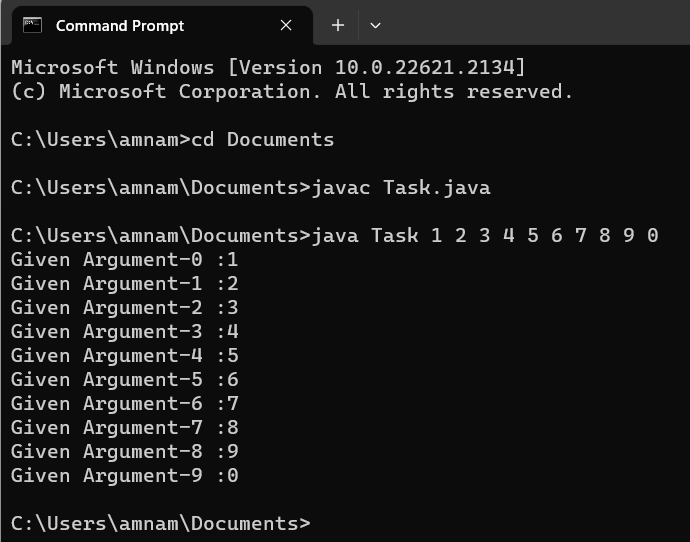 Command Prompt
Microsoft Windows [Version 10.0.22621.2134]
(c) Microsoft Corporation. All rights reserved.
C:\Users\amnam>cd Documents
C:\Users\amnam\Documents>javac Task.java
C:\Users\amnam\Documents>java Task 1 2 3 4 5 6 7 8 9 0
Given Argument-0 :1
Given Argument-1 :2
Given Argument-2 :3
Given Argument-3 :4
Given Argument-4 :5
Given Argument-5 :6
Given Argument-6 :7
Given Argument-7 :8
Given Argument-8 :9
Given Argument-9 :0
C:\Users\amnam\Documents>